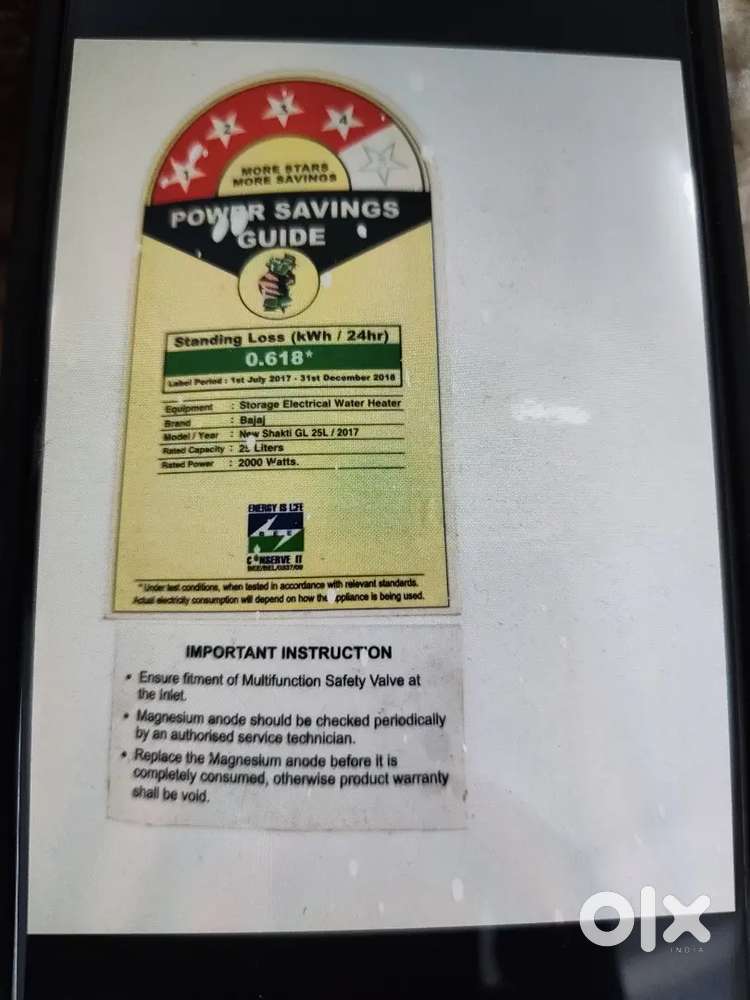 1 2 3 4 5
MORE STARS
MORE SAVINGS
POWER SAVINGS
GUIDE
Standing Loss (kWh / 24hr)
0.618*
Label Period : 1st July 2017 - 31st December 2018
Equipment : Storage Electrical Water Heater
Brand : Bajaj
Model / Year : New Shakti GL 25L / 2017
Rated Capacity : 25 Liters
Rated Power : 2000 Watts.
ENERGY IS LIFE
BEE
CONSERVE IT
*Under test conditions, when tested in accordance with relevant standards.
Actual electricity consumption will depend on how the appliance is being used.
IMPORTANT INSTRUCTION
• Ensure fitment of Multifunction Safety Valve at
the Inlet.
• Magnesium anode should be checked periodically
by an authorised service technician.
• Replace the Magnesium anode before it is
completely consumed, otherwise product warranty
shall be void.
olx
INDIA